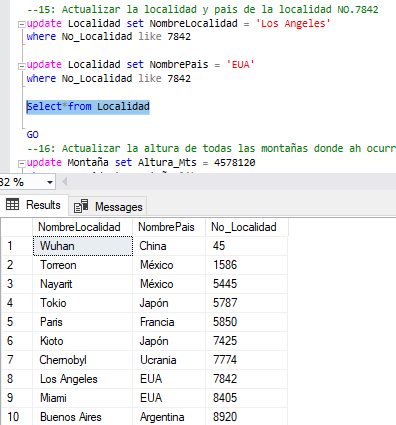 --15: Actualizar la localidad y pais de la localidad NO.7842
update Localidad set NombreLocalidad = 'Los Angeles'
where No_Localidad like 7842
update Localidad set NombrePais = 'EUA'
where No_Localidad like 7842
Select*from Localidad
GO
--16: Actualizar la altura de todas las montañas donde ah ocurr
update Montaña set Altura_Mts = 4578120
82 %
Results Messages
NombreLocalidad NombrePais No_Localidad
1 Wuhan China 45
2 Torreon México 1586
3 Nayarit México 5445
4 Tokio Japón 5787
5 Paris Francia 5850
6 Kioto Japón 7425
7 Chernobyl Ucrania 7774
8 Los Angeles EUA 7842
9 Miami EUA 8405
10 Buenos Aires Argentina 8920